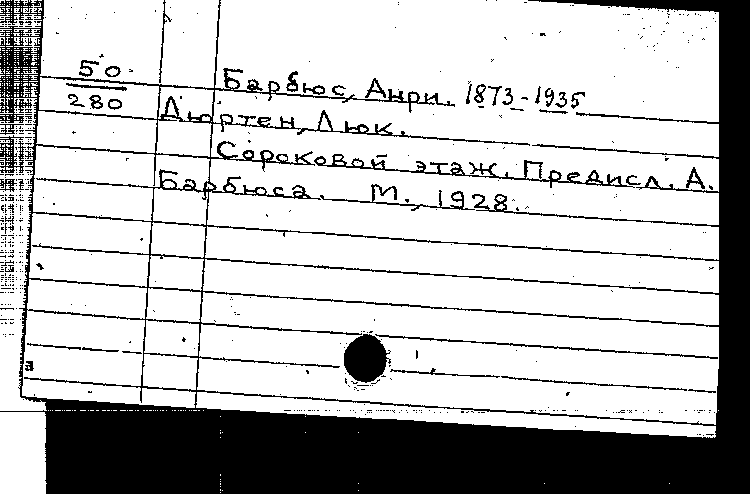 50
280
Барбюс, Анри. 1873-1935
Дюртен, Люк.
Сороковой этаж. Предисл. А.
Барбюса. М., 1928.